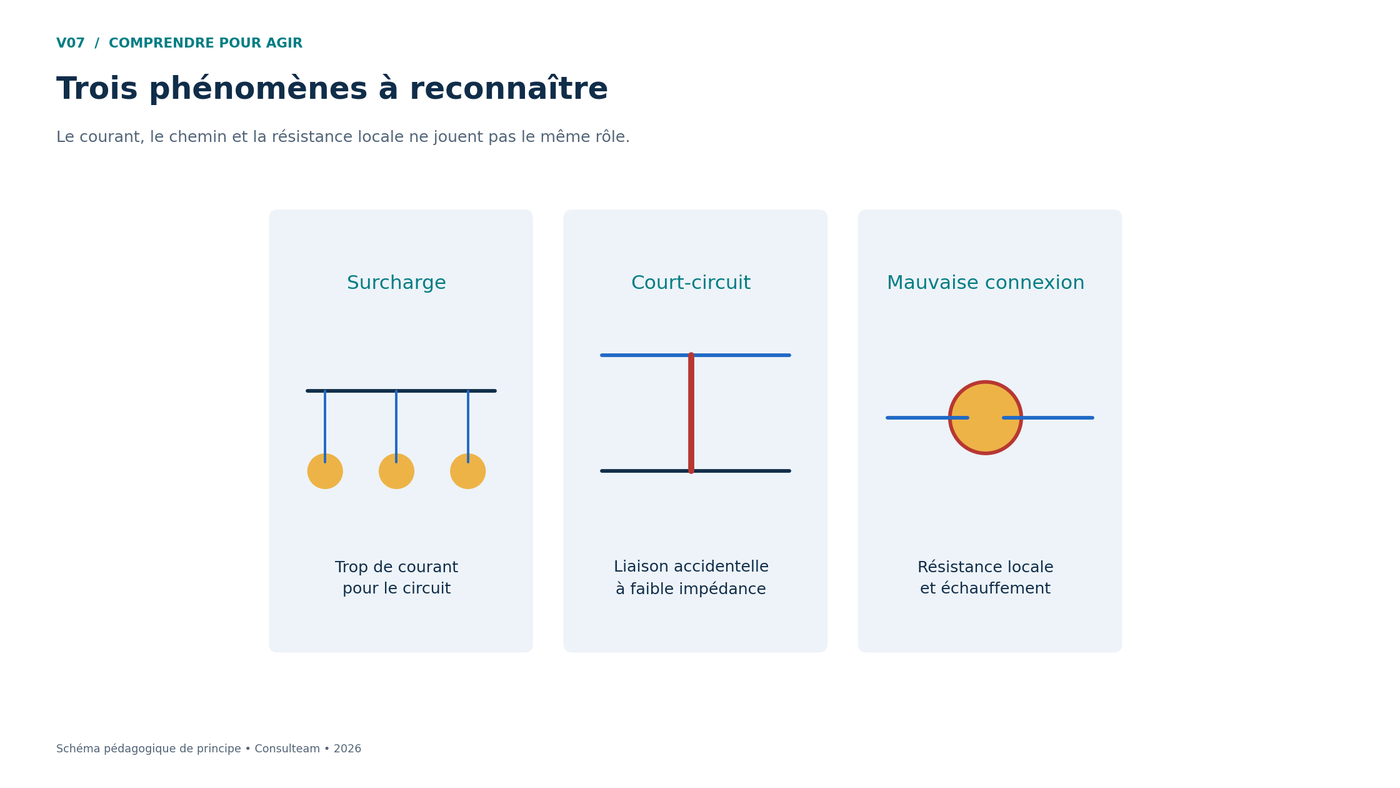 V07 / COMPRENDRE POUR AGIR
Trois phénomènes à reconnaître
Le courant, le chemin et la résistance locale ne jouent pas le même rôle.
Surcharge
Trop de courant
pour le circuit
Court-circuit
Liaison accidentelle
à faible impédance
Mauvaise connexion
Résistance locale
et échauffement
Schéma pédagogique de principe • Consulteam • 2026